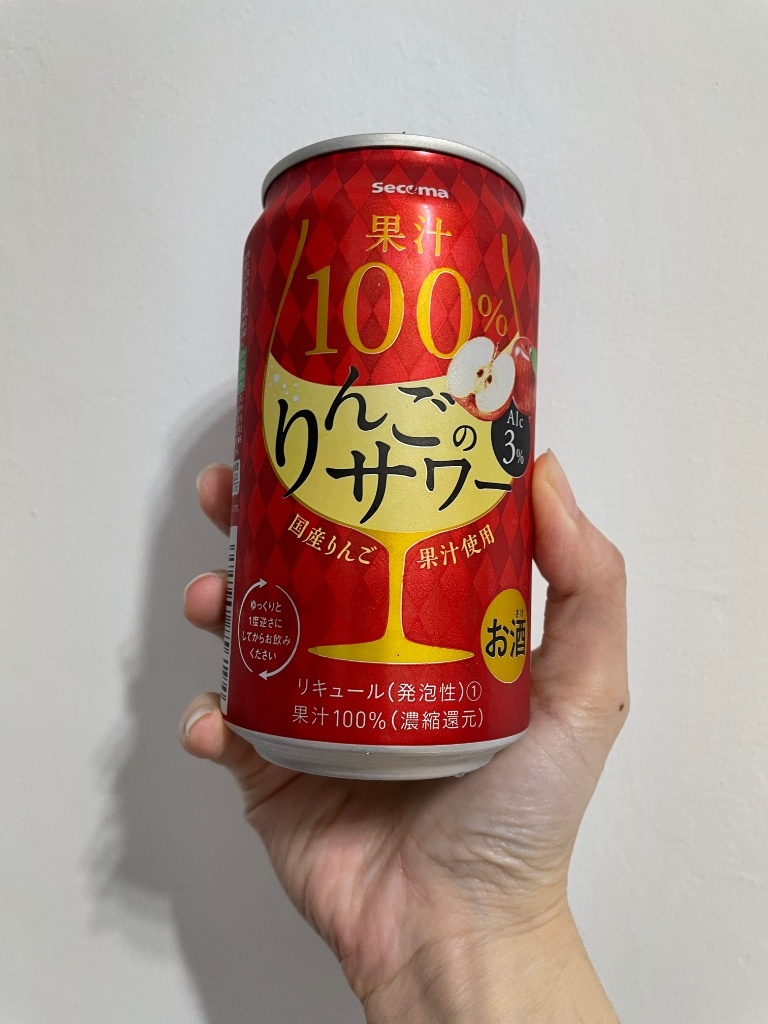 Secoma
果汁
100%
りんごの
サワー
Alc
3%
国産りんご 果汁使用
ゆっくりと
1度逆さに
してからお飲み
ください
さけ
お酒
リキュール(発泡性)①
果汁100%(濃縮還元)